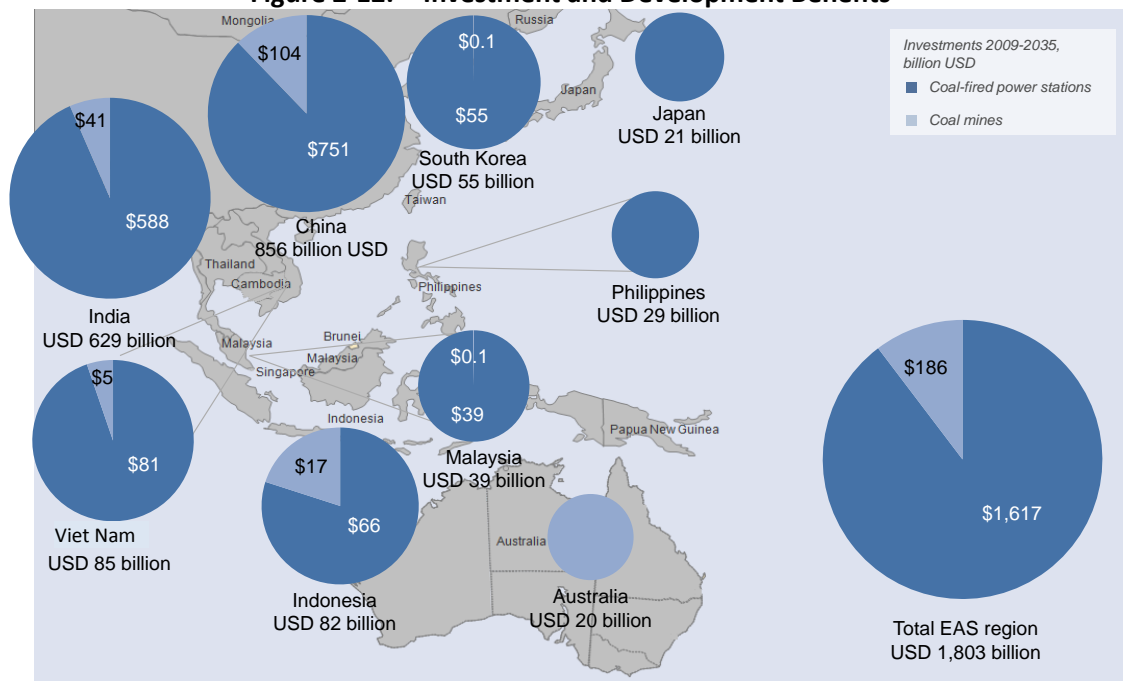 Figure 2-12. Investment and Development Benefits
Mongolia
Russia
$104
$0.1
Investments 2009-2035,
billion USD
Coal-fired power stations
Coal mines
Japan
Japan
USD 21 billion
$41
$751
$55
South Korea
USD 55 billion
Taiwan
$588
China
856 billion USD
Thailand
Cambodia
Philippines
Philippines
USD 29 billion
India
USD 629 billion
Malaysia
Brunei
Malaysia
Singapore
$0.1
$39
Malaysia
USD 39 billion
Indonesia
Papua New Guinea
$5
$81
Viet Nam
USD 85 billion
$17
$66
Indonesia
USD 82 billion
Australia
Australia
USD 20 billion
$186
$1,617
Total EAS region
USD 1,803 billion